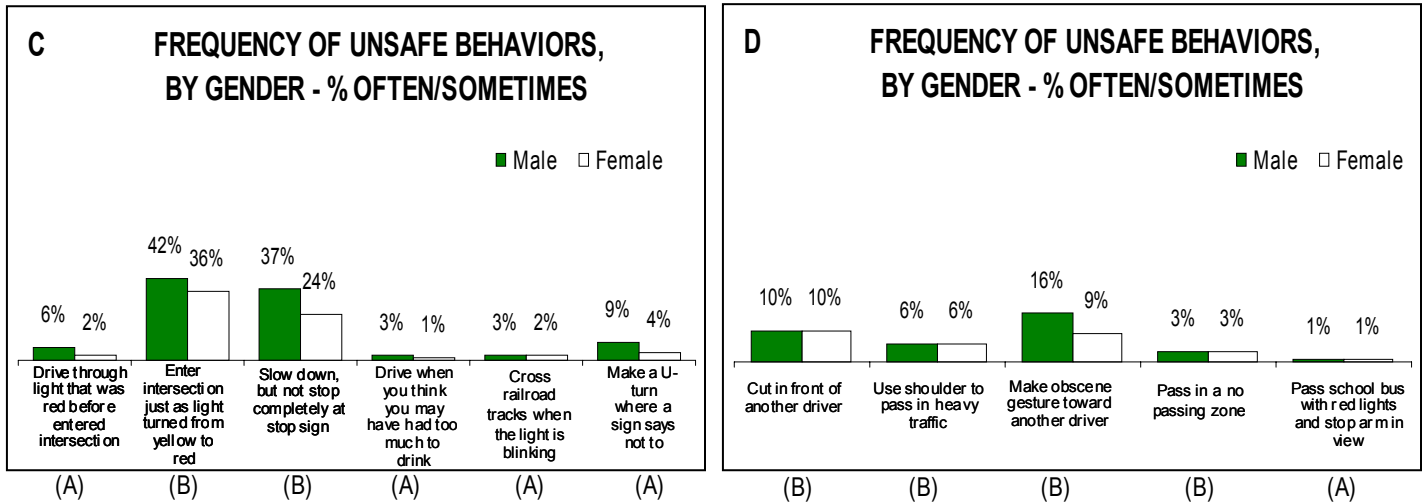 C FREQUENCY OF UNSAFE BEHAVIORS,
BY GENDER - % OFTEN/SOMETIMES
Male Female
6% 2% 42% 36% 37% 24% 3% 1% 3% 2% 9% 4%
Drive through
light that was
red before
entered
intersection
Enter
intersection
just as light
turned from
yellow to
red
Slow down,
but not stop
completely at
stop sign
Drive when
you think
you may
have had too
much to
drink
Cross
railroad
tracks when
the light is
blinking
Make a U-
turn
where a
sign says
not to
(A) (B) (B) (A) (A) (A)
D FREQUENCY OF UNSAFE BEHAVIORS,
BY GENDER - % OFTEN/SOMETIMES
Male Female
10% 10% 6% 6% 16% 9% 3% 3% 1% 1%
Cut in front of
another driver
Use shoulder to
pass in heavy
traffic
Make obscene
gesture toward
another driver
Pass in a no
passing zone
Pass school bus
with red lights
and stop arm in
view
(B) (B) (B) (B) (A)